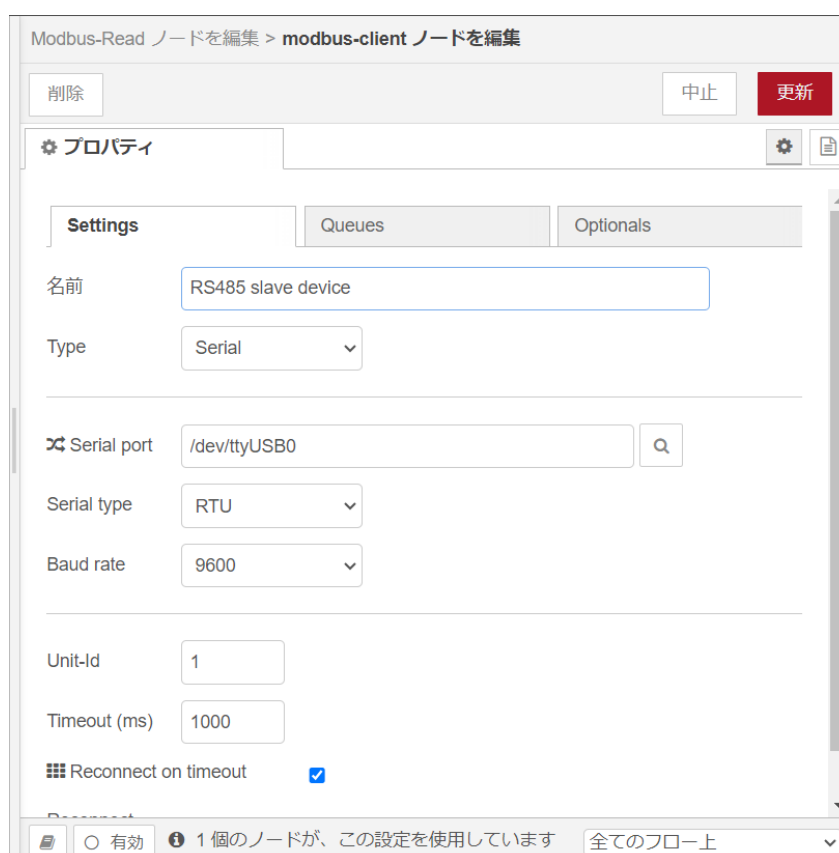 Modbus-Read ノードを編集 > modbus-client ノードを編集
削除 中止 更新
プロパティ
Settings Queues Optionals
名前 RS485 slave device
Type Serial
Serial port /dev/ttyUSB0
Serial type RTU
Baud rate 9600
Unit-Id 1
Timeout (ms) 1000
Reconnect on timeout
有効 1 個のノードが、この設定を使用しています 全てのフロー上